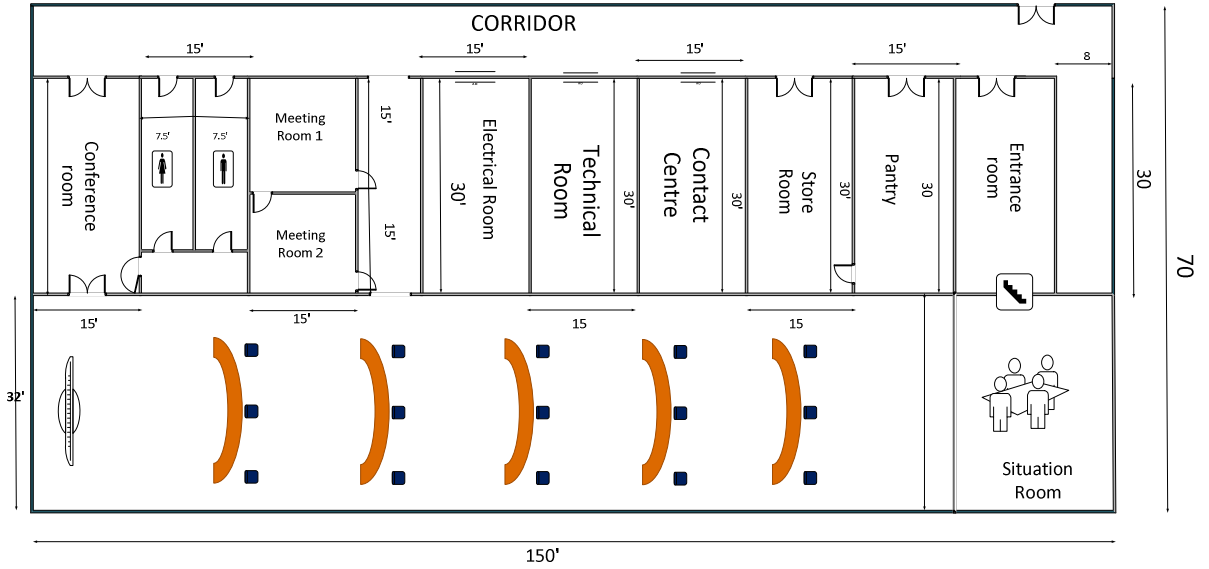 CORRIDOR
15'
15'
15'
15'
8
Conference
room
7.5'
7.5'
Meeting
Room 1
Meeting
Room 2
15'
15'
30'
Electrical Room
Technical
Room
30'
Contact
Centre
30'
Store
Room
30'
Pantry
30
Entrance
room
30
70
15'
15'
15
15
32'
Situation
Room
150'